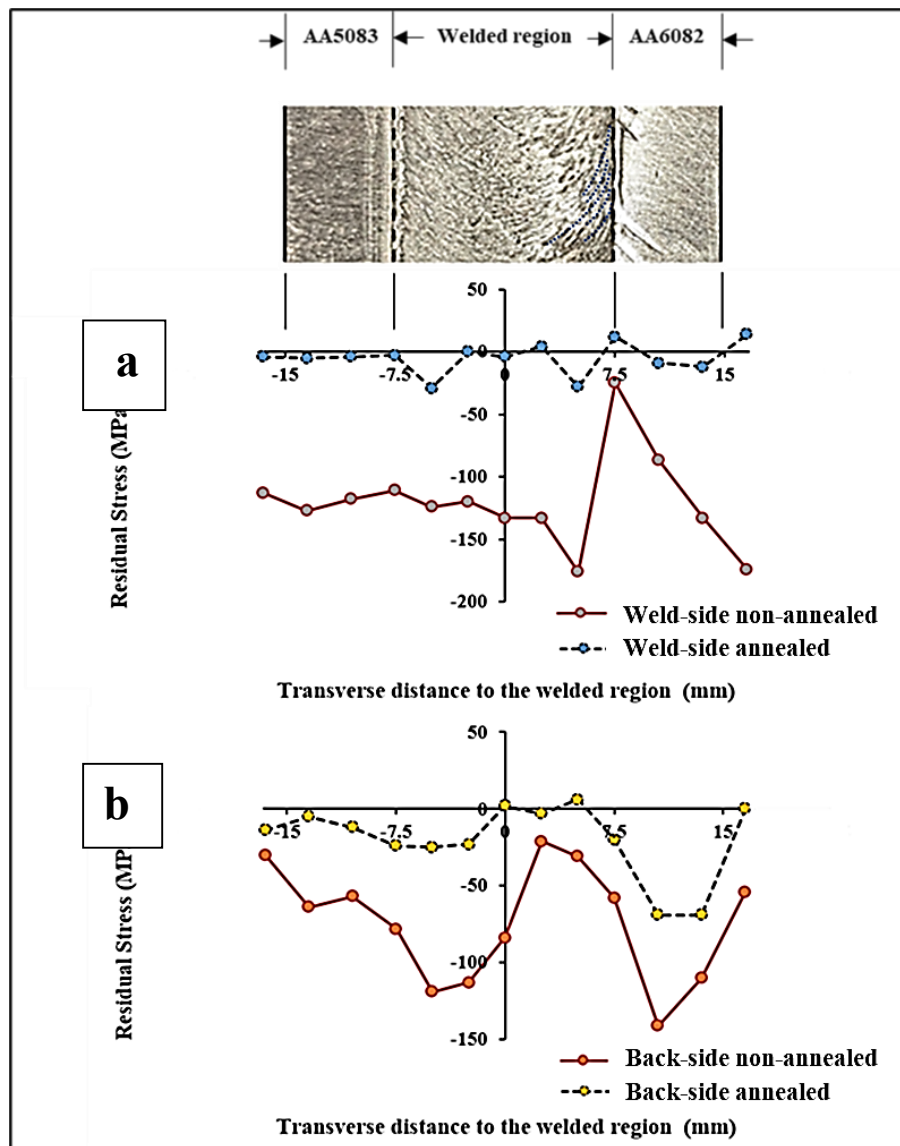 AA5083 Welded region AA6082
a
Residual Stress (MPa
50
0
-50
-100
-150
-200
-15 -7.5 0 7.5 15
Weld-side non-annealed
Weld-side annealed
Transverse distance to the welded region (mm)
b
Residual Stress (MP
50
0
-50
-100
-150
-15 -7.5 0 7.5 15
Back-side non-annealed
Back-side annealed
Transverse distance to the welded region (mm)